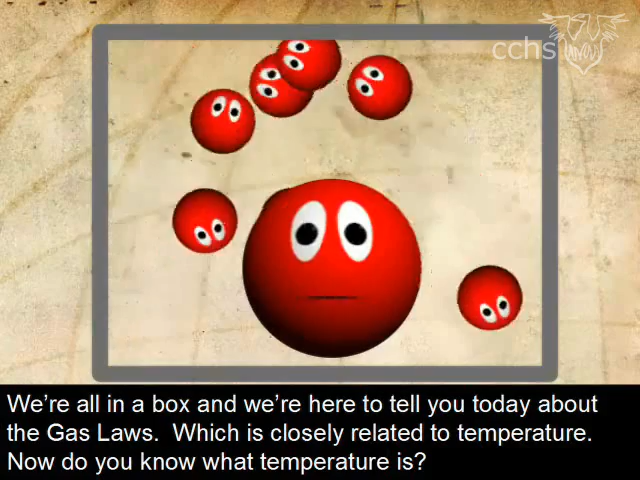 cchs
We’re all in a box and we’re here to tell you today about
the Gas Laws.  Which is closely related to temperature.
Now do you know what temperature is?